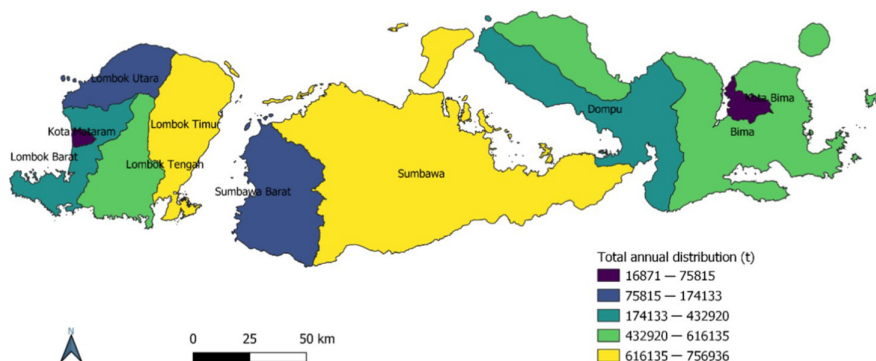 Lombok Utara
Kota Mataram
Lombok Timur
Lombok Barat
Lombok Tengah
Sumbawa Barat
Sumbawa
Dompu
Kota Bima
Bima
Total annual distribution (t)
16871 — 75815
75815 — 174133
174133 — 432920
432920 — 616135
616135 — 756936
N
0 25 50 km